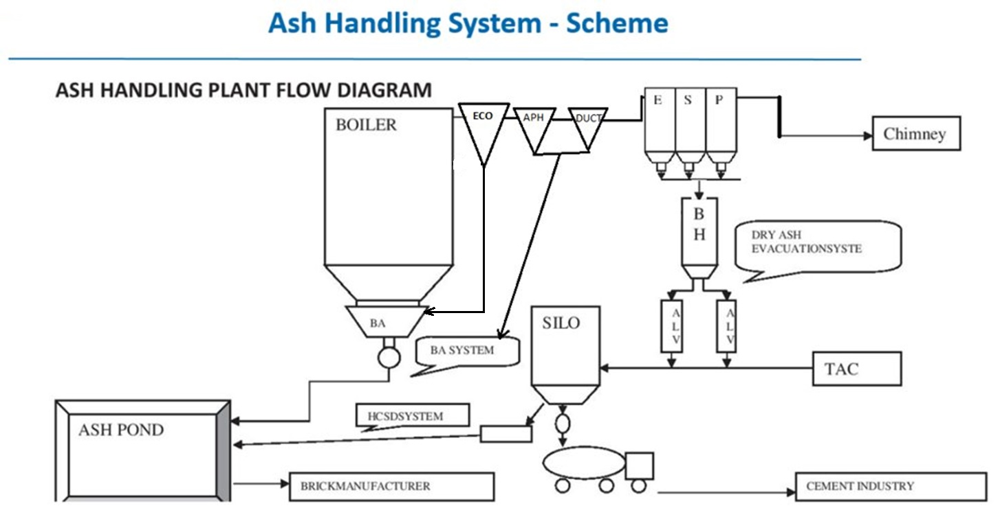 Ash Handling System - Scheme
ASH HANDLING PLANT FLOW DIAGRAM
BOILER
ECO
APH
DUCT
E S P
Chimney
B
H
DRY ASH
EVACUATIONSYSTE
A
L
V
A
L
V
BA
SILO
BA SYSTEM
TAC
HCSDSYSTEM
ASH POND
BRICKMANUFACTURER
CEMENT INDUSTRY